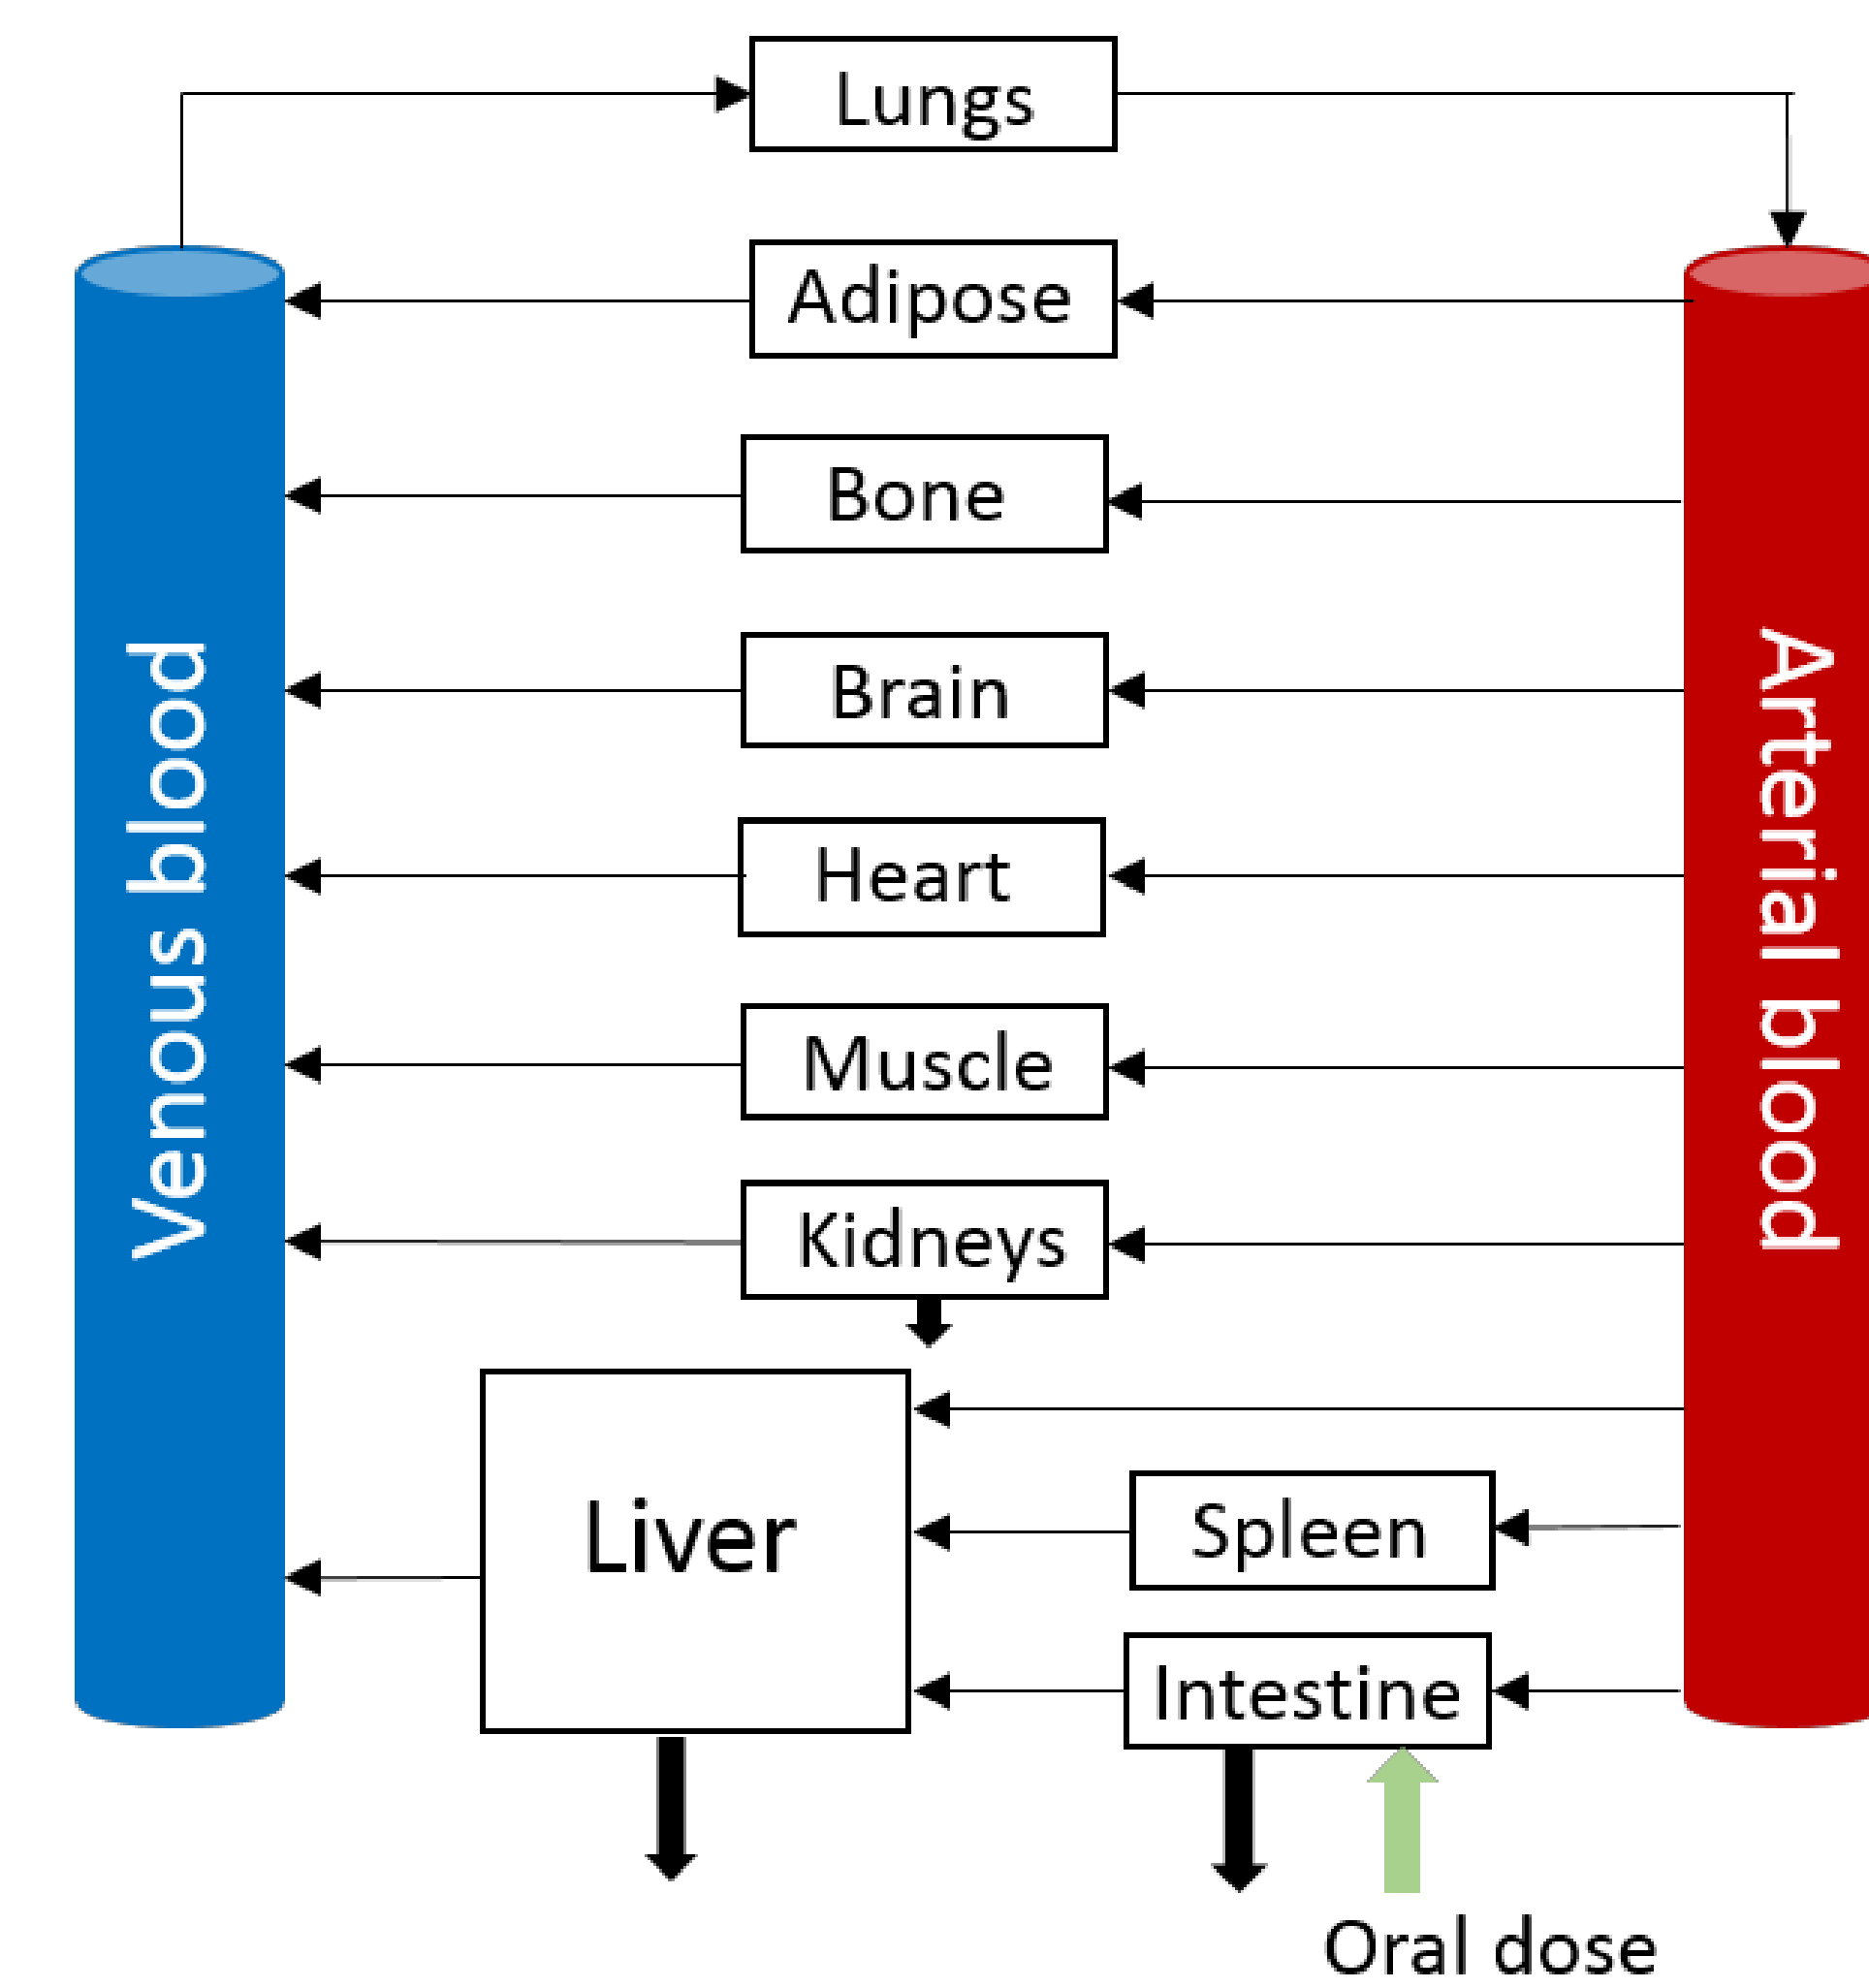 Lungs
Adipose
Bone
Brain
Heart
Muscle
Kidneys
Liver
Spleen
Intestine
Oral dose
Venous blood
Arterial blood